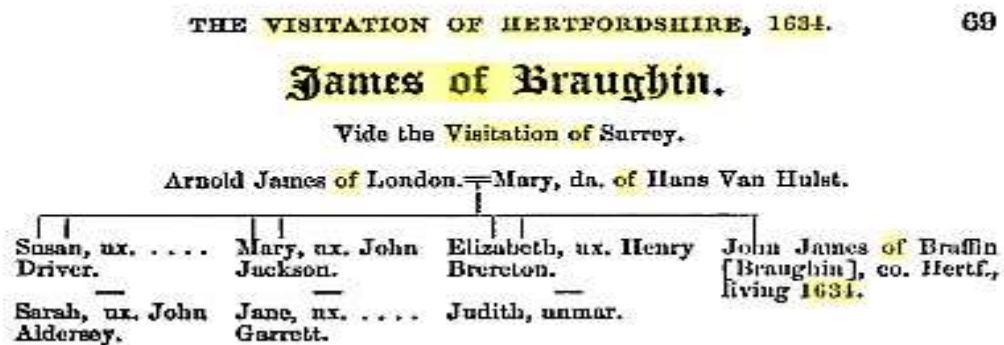 THE VISITATION OF HERTFORDSHIRE, 1634. 69
James of Braughin.
Vide the Visitation of Surrey.
Arnold James of London.=Mary, da. of Hans Van Hulst.
Susan, ux. .... Driver.
Mary, ux. John Jackson.
Elizabeth, ux. Henry Brereton.
John James of Braffin [Braughin], co. Hertf., living 1634.
Sarah, ux. John Aldersey.
Jane, ux. .... Garrett.
Judith, unmar.